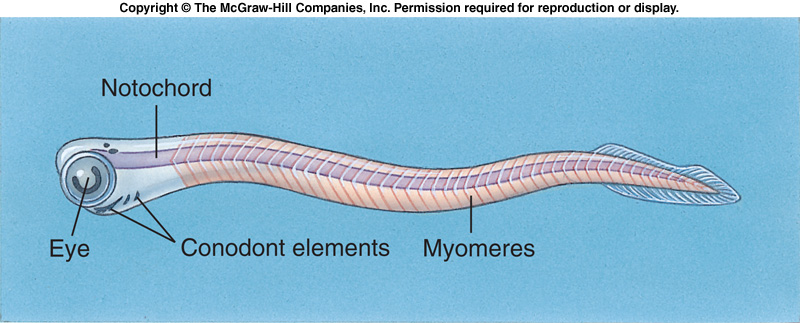 Copyright © The McGraw-Hill Companies, Inc. Permission required for reproduction or display.
Notochord
Eye
Conodont elements
Myomeres